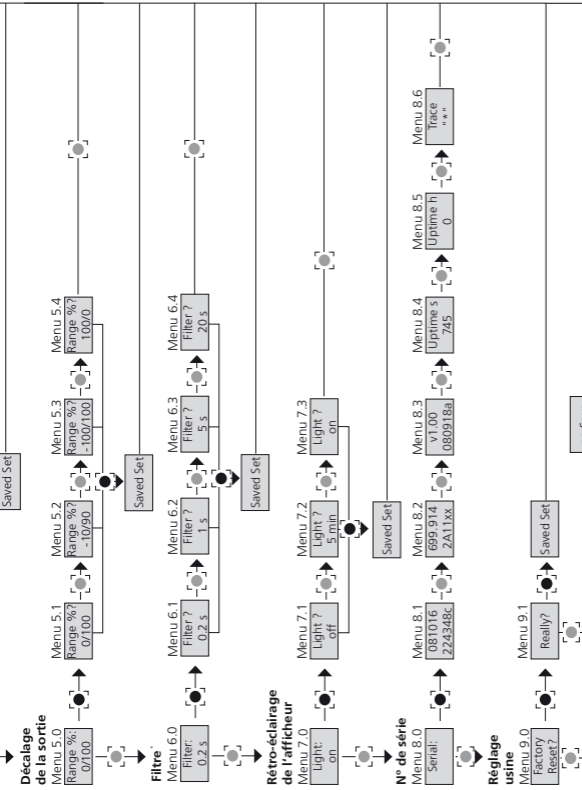 Saved Set
Décalage
de la sortie
Menu 5.0
Range %:
0/100
Menu 5.1
Range %?
0/100
Menu 5.2
Range %?
-10/90
Menu 5.3
Range %?
-100/100
Menu 5.4
Range %?
100/0
Saved Set
Filtre
Menu 6.0
Filter:
0.2 s
Menu 6.1
Filter ?
0.2 s
Menu 6.2
Filter ?
1 s
Menu 6.3
Filter ?
5 s
Menu 6.4
Filter ?
20 s
Saved Set
Rétro-éclairage
de l'afficheur
Menu 7.0
Light:
on
Menu 7.1
Light ?
off
Menu 7.2
Light ?
5 min
Menu 7.3
Light ?
on
Saved Set
N° de série
Menu 8.0
Serial:
Menu 8.1
081016
224348c
Menu 8.2
699.914
2A11xx
Menu 8.3
v1.00
080918a
Menu 8.4
Uptime s
745
Menu 8.5
Uptime h
0
Menu 8.6
Trace
"*"
Réglage
usine
Menu 9.0
Factory
Reset?
Menu 9.1
Really?
Saved Set